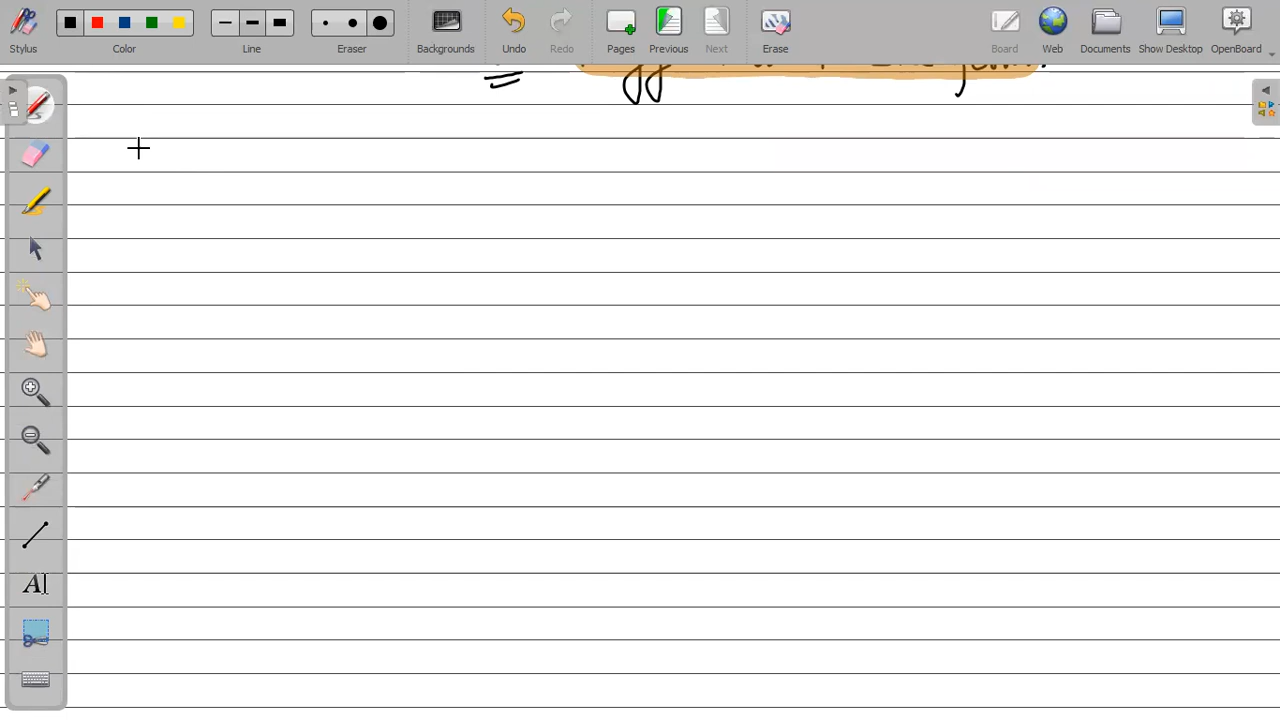 Stylus
Color
Line
Eraser
Backgrounds
Undo
Redo
Pages
Previous
Next
Erase
Board
Web
Documents
Show Desktop
OpenBoard
A